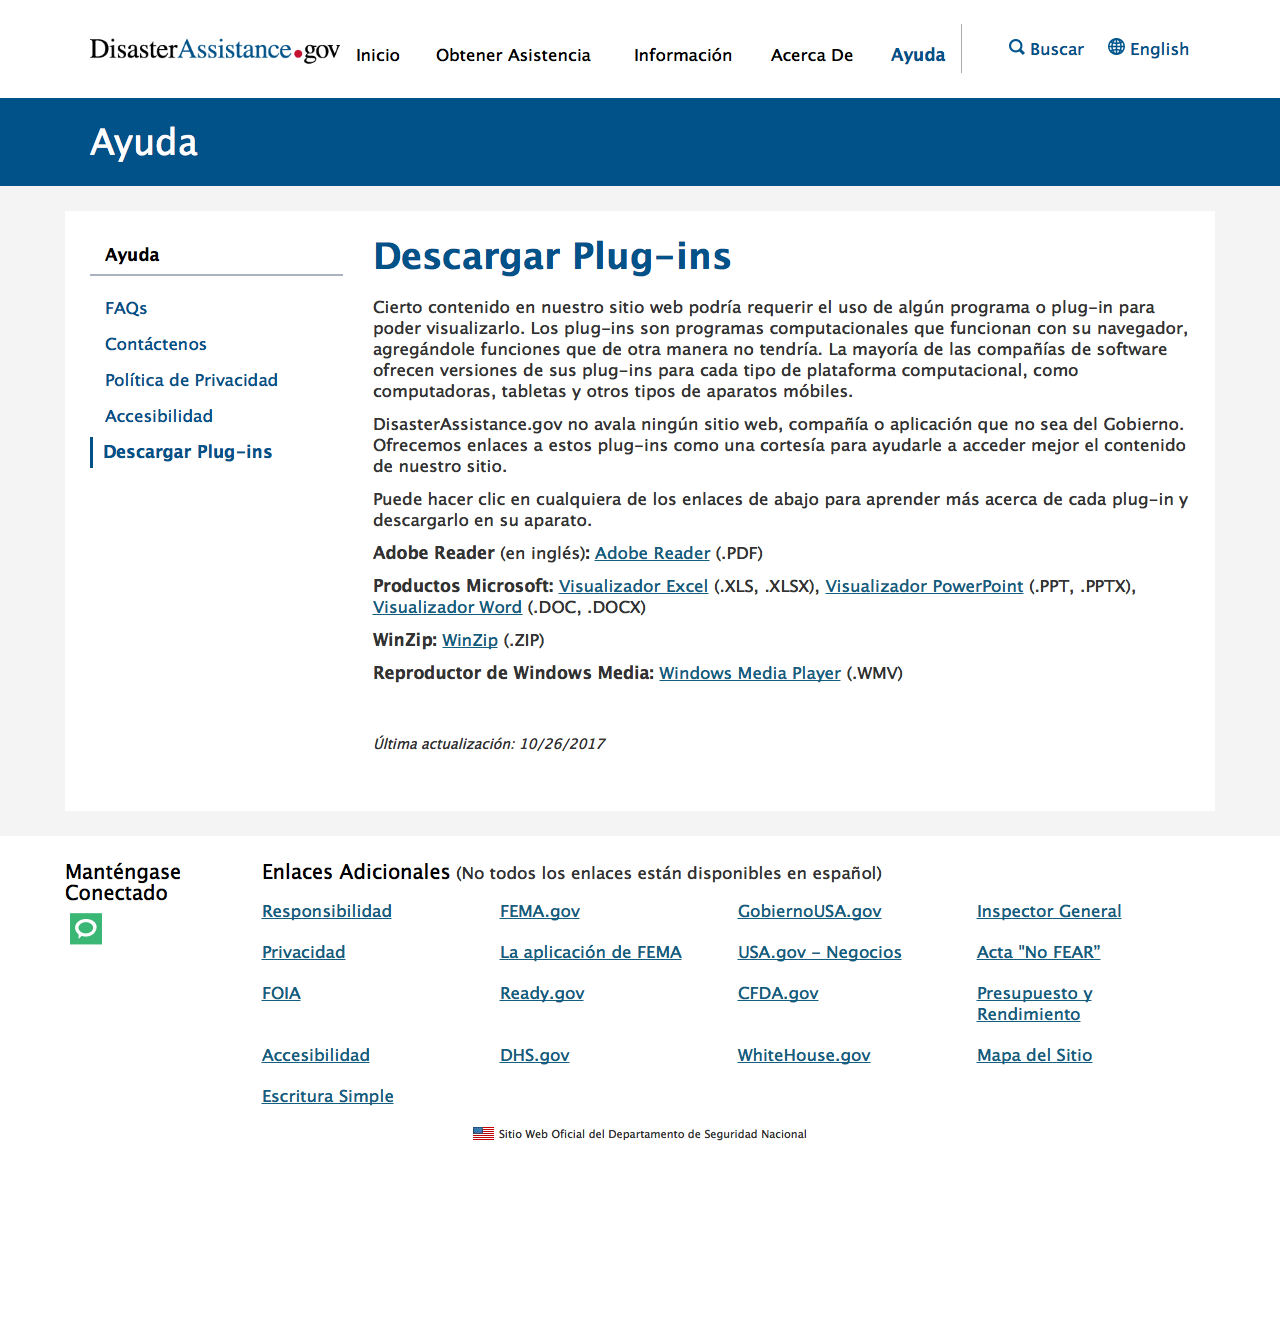 DisasterAssistance.gov Inicio Obtener Asistencia Información Acerca De Ayuda Buscar English
Ayuda
Ayuda
FAQs
Contáctenos
Política de Privacidad
Accesibilidad
Descargar Plug-ins
Descargar Plug-ins
Cierto contenido en nuestro sitio web podría requerir el uso de algún programa o plug-in para
poder visualizarlo. Los plug-ins son programas computacionales que funcionan con su navegador,
agregándole funciones que de otra manera no tendría. La mayoría de las compañías de software
ofrecen versiones de sus plug-ins para cada tipo de plataforma computacional, como
computadoras, tabletas y otros tipos de aparatos móbiles.
DisasterAssistance.gov no avala ningún sitio web, compañía o aplicación que no sea del Gobierno.
Ofrecemos enlaces a estos plug-ins como una cortesía para ayudarle a acceder mejor el contenido
de nuestro sitio.
Puede hacer clic en cualquiera de los enlaces de abajo para aprender más acerca de cada plug-in y
descargarlo en su aparato.
Adobe Reader (en inglés): Adobe Reader (.PDF)
Productos Microsoft: Visualizador Excel (.XLS, .XLSX), Visualizador PowerPoint (.PPT, .PPTX),
Visualizador Word (.DOC, .DOCX)
WinZip: WinZip (.ZIP)
Reproductor de Windows Media: Windows Media Player (.WMV)
Última actualización: 10/26/2017
Manténgase
Conectado
Enlaces Adicionales (No todos los enlaces están disponibles en español)
Responsibilidad FEMA.gov GobiernoUSA.gov Inspector General
Privacidad La aplicación de FEMA USA.gov - Negocios Acta "No FEAR”
FOIA Ready.gov CFDA.gov Presupuesto y
Rendimiento
Accesibilidad DHS.gov WhiteHouse.gov Mapa del Sitio
Escritura Simple
Sitio Web Oficial del Departamento de Seguridad Nacional